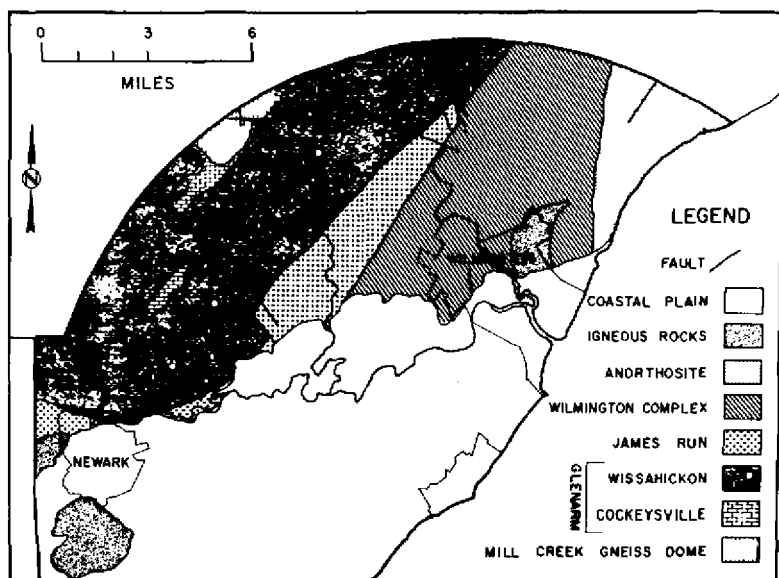 0 3 6
MILES
N
NEWARK
LEGEND
FAULT
COASTAL PLAIN
IGNEOUS ROCKS
ANORTHOSITE
WILMINGTON COMPLEX
JAMES RUN
GLENARM
WISSAHICKON
COCKEYSVILLE
MILL CREEK GNEISS DOME